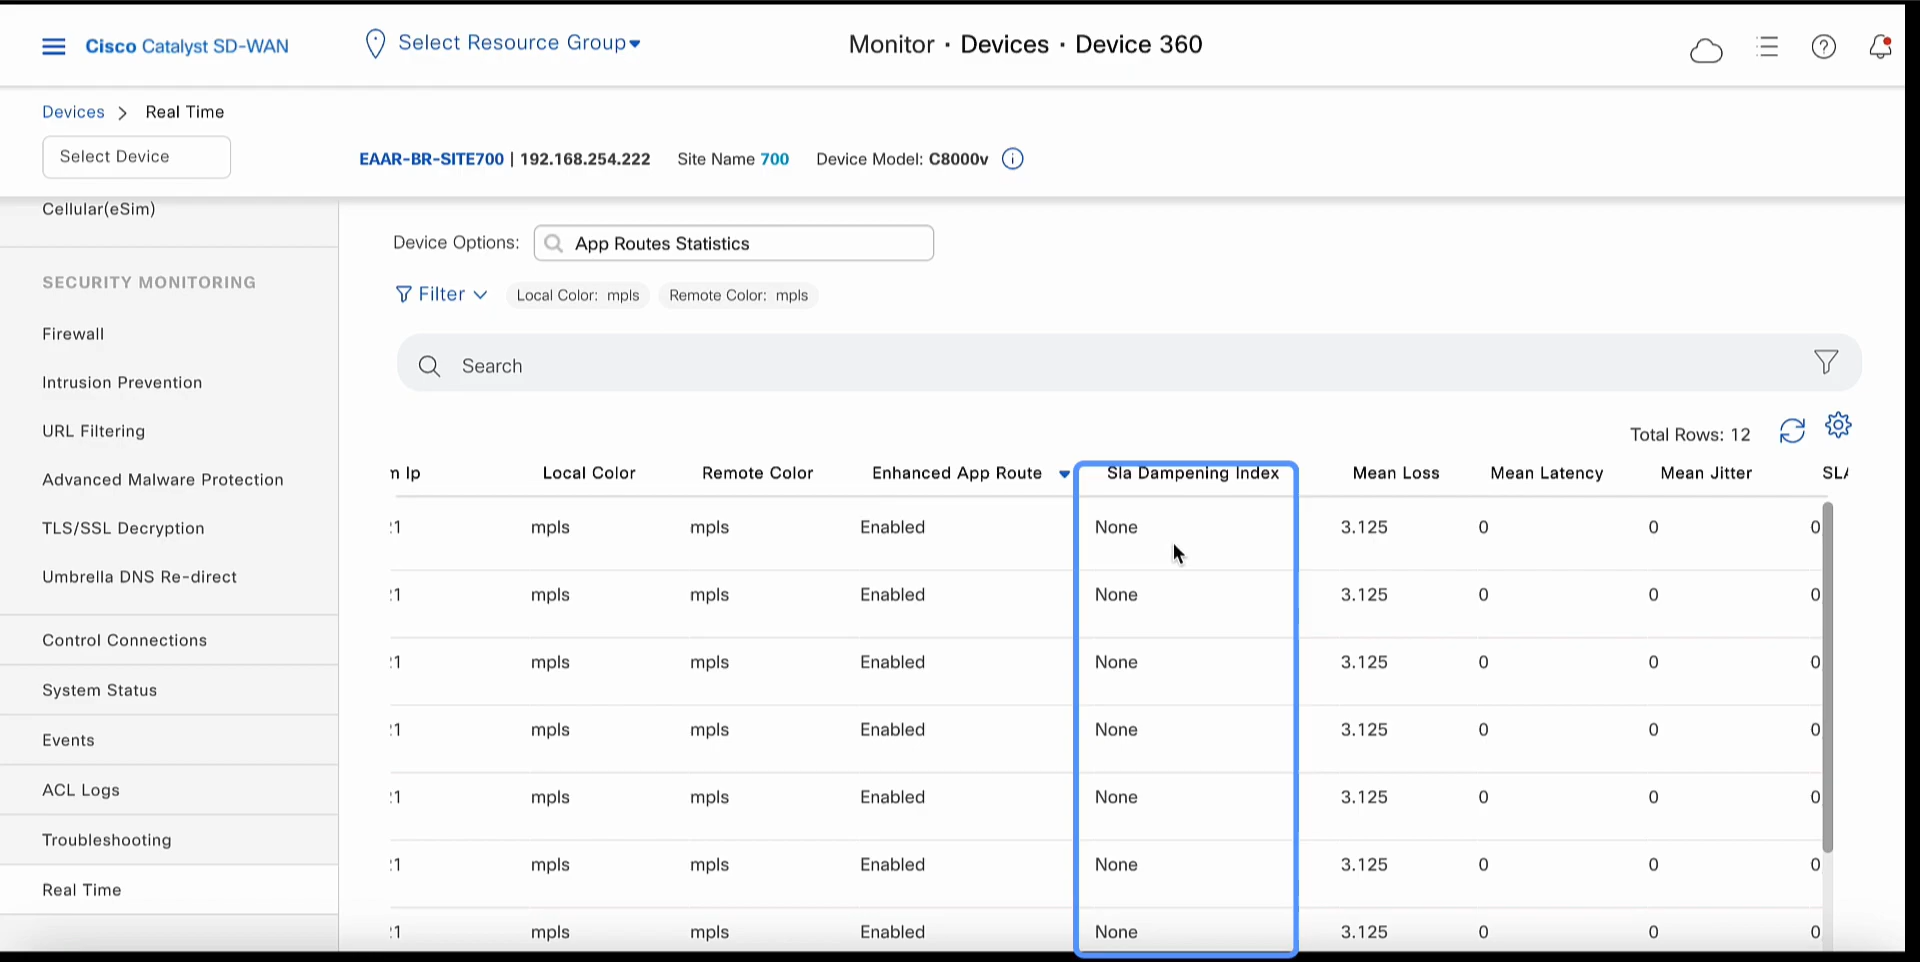 Cisco Catalyst SD-WAN
Select Resource Group
Monitor · Devices · Device 360
Devices > Real Time
Select Device
EAAR-BR-SITE700 | 192.168.254.222 Site Name 700 Device Model: C8000v
Cellular(eSim)
SECURITY MONITORING
Firewall
Intrusion Prevention
URL Filtering
Advanced Malware Protection
TLS/SSL Decryption
Umbrella DNS Re-direct
Control Connections
System Status
Events
ACL Logs
Troubleshooting
Real Time
Device Options: App Routes Statistics
Filter Local Color: mpls Remote Color: mpls
Search
Total Rows: 12
m Ip Local Color Remote Color Enhanced App Route Sla Dampening Index Mean Loss Mean Latency Mean Jitter SLA
:1 mpls mpls Enabled None 3.125 0 0 0
:1 mpls mpls Enabled None 3.125 0 0 0
:1 mpls mpls Enabled None 3.125 0 0 0
:1 mpls mpls Enabled None 3.125 0 0 0
:1 mpls mpls Enabled None 3.125 0 0 0
:1 mpls mpls Enabled None 3.125 0 0 0
:1 mpls mpls Enabled None 3.125 0 0 0